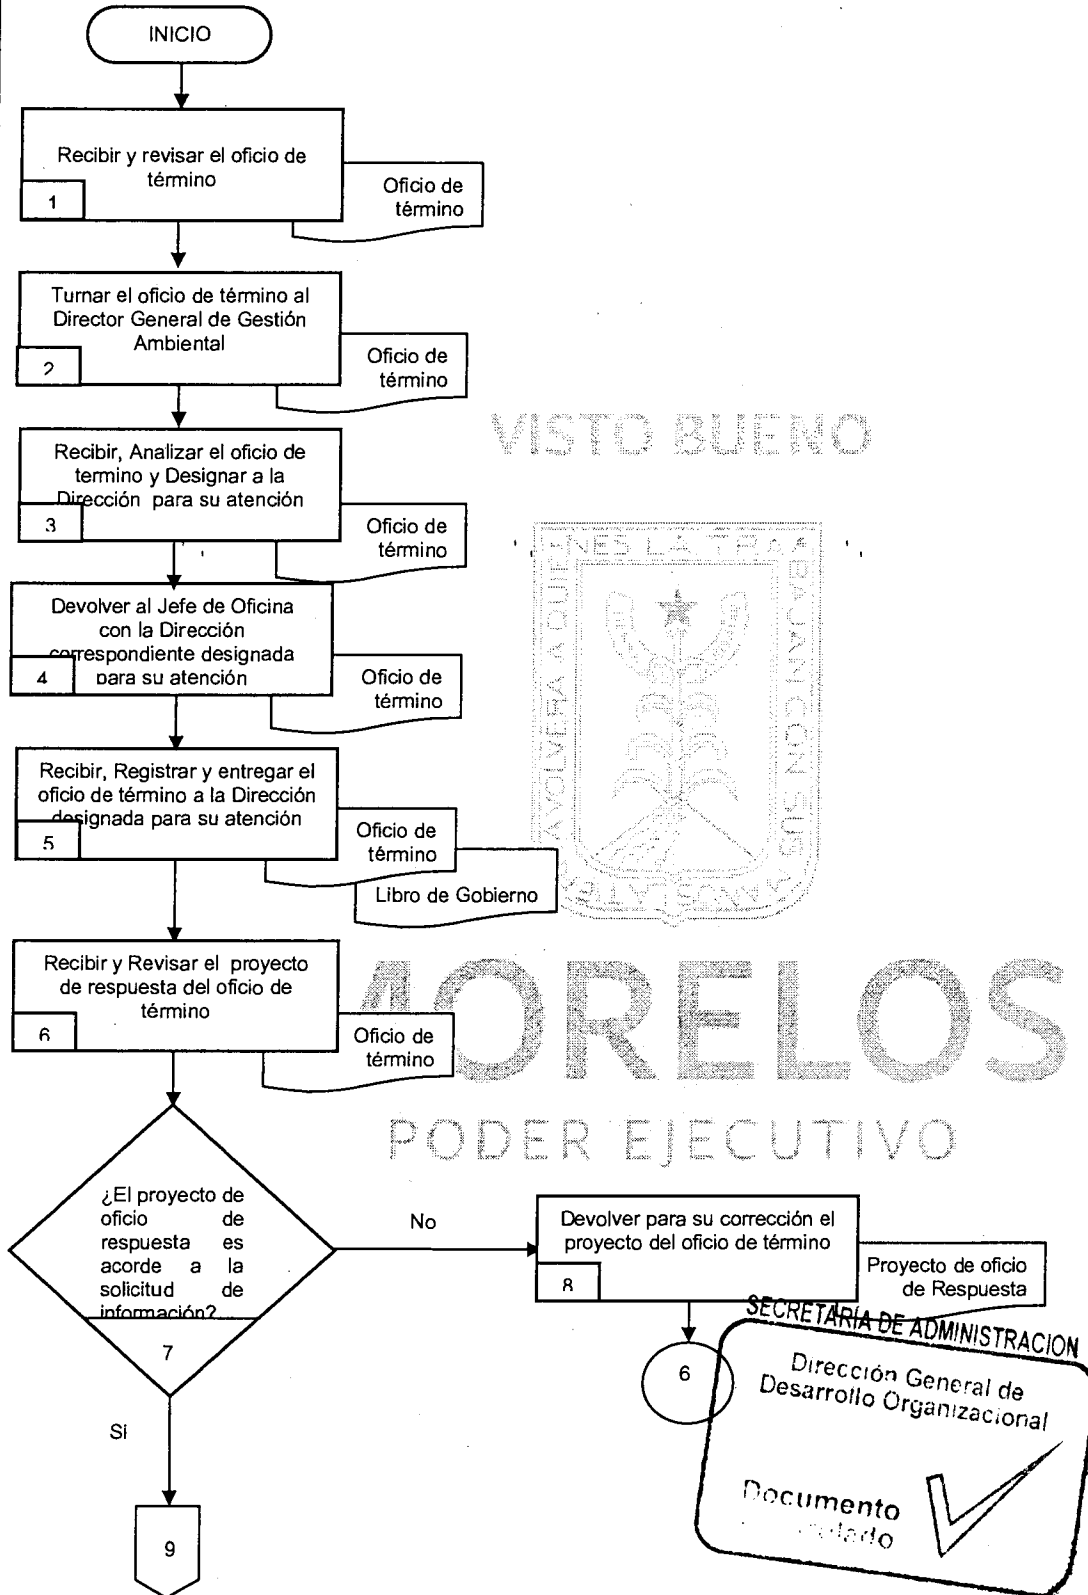 INICIO
Recibir y revisar el oficio de
término
1
Oficio de
término
Turnar el oficio de término al
Director General de Gestión
Ambiental
2
Oficio de
término
VISTO BUENO
Recibir, Analizar el oficio de
termino y Designar a la
Dirección para su atención
3
Oficio de
término
Devolver al Jefe de Oficina
con la Dirección
correspondiente designada
para su atención
4
Oficio de
término
Recibir, Registrar y entregar el
oficio de término a la Dirección
designada para su atención
5
Oficio de
término
Libro de Gobierno
Recibir y Revisar el proyecto
de respuesta del oficio de
término
6
Oficio de
término
MORELOS
PODER EJECUTIVO
¿El proyecto de
oficio de
respuesta es
acorde a la
solicitud de
información?
7
No
Devolver para su corrección el
proyecto del oficio de término
8
Proyecto de oficio
de Respuesta
6
SECRETARIA DE ADMINISTRACION
Dirección General de
Desarrollo Organizacional
Documento
Si
9